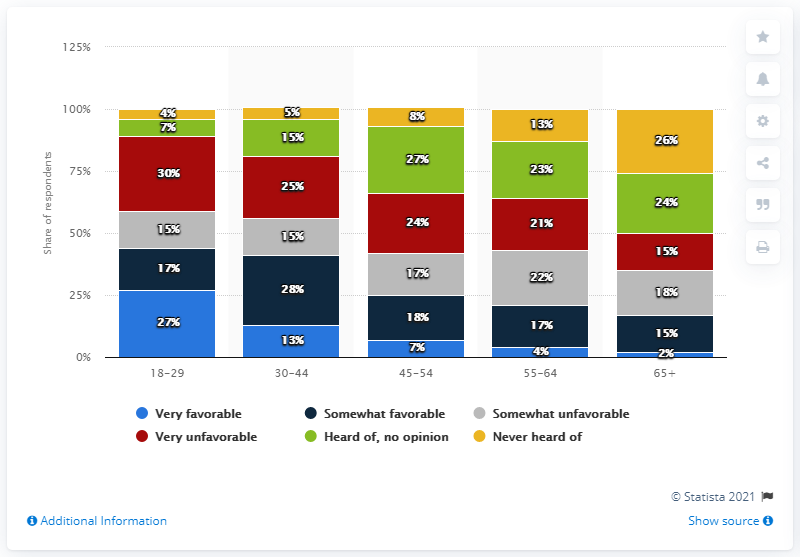 125%
100%
75%
50%
25%
0%
Share of respondents
4% 5% 8% 13% 26%
7% 15% 27% 23% 24%
30% 25% 24% 21% 15%
15% 15% 17% 22% 18%
17% 28% 18% 17% 15%
27% 13% 7% 4% 2%
18–29 30–44 45–54 55–64 65+
Very favorable Somewhat favorable Somewhat unfavorable
Very unfavorable Heard of, no opinion Never heard of
© Statista 2021
Additional Information Show source